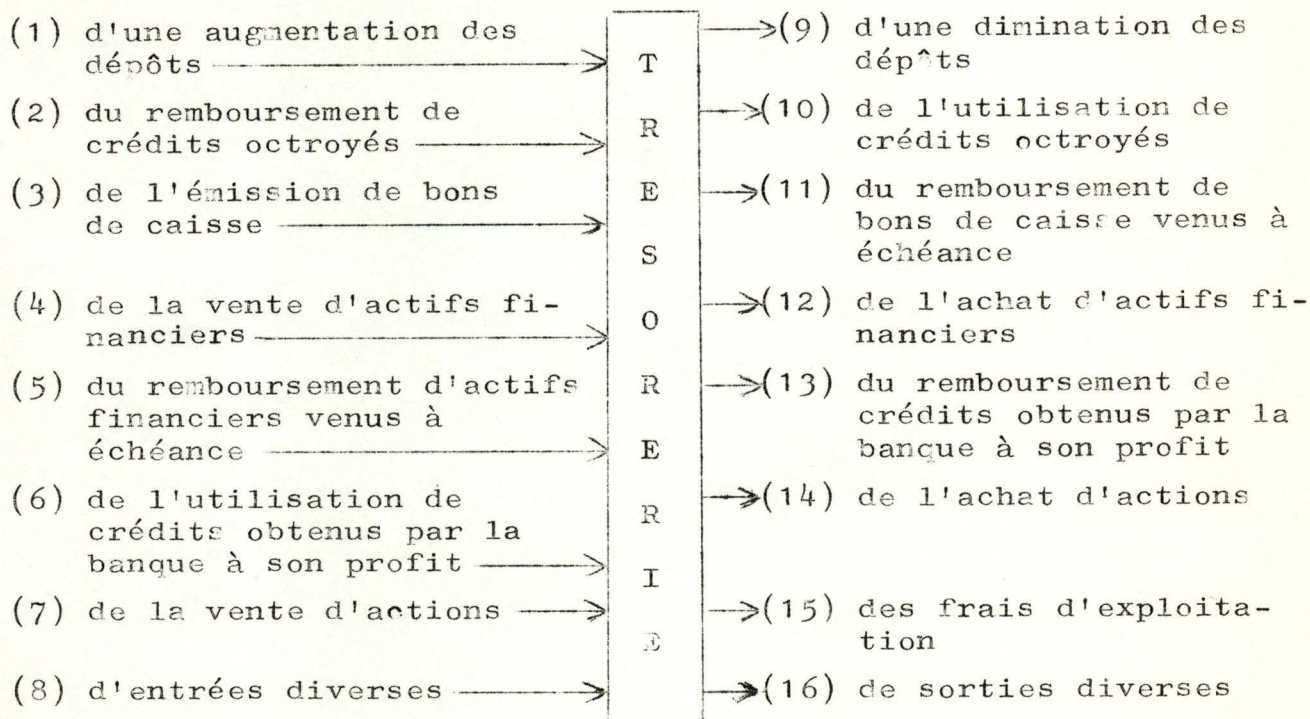 (1) d'une augmentation des
dépôts
(2) du remboursement de
crédits octroyés
(3) de l'émission de bons
de caisse
(4) de la vente d'actifs fi-
nanciers
(5) du remboursement d'actifs
financiers venus à
échéance
(6) de l'utilisation de
crédits obtenus par la
banque à son profit
(7) de la vente d'actions
(8) d'entrées diverses
T
R
E
S
O
R
E
R
I
E
(9) d'une dimination des
dép^ts
(10) de l'utilisation de
crédits octroyés
(11) du remboursement de
bons de caisse venus à
échéance
(12) de l'achat d'actifs fi-
nanciers
(13) du remboursement de
crédits obtenus par la
banque à son profit
(14) de l'achat d'actions
(15) des frais d'exploita-
tion
(16) de sorties diverses